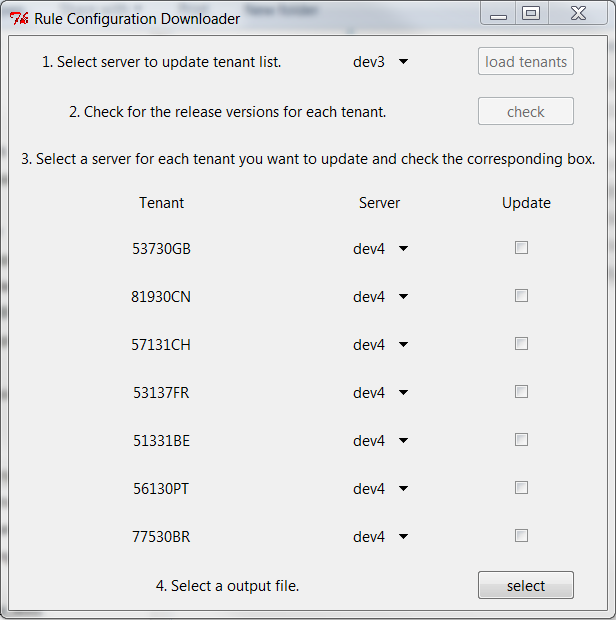 Rule Configuration Downloader
1. Select server to update tenant list. dev3 load tenants
2. Check for the release versions for each tenant. check
3. Select a server for each tenant you want to update and check the corresponding box.
Tenant Server Update
53730GB dev4
81930CN dev4
57131CH dev4
53137FR dev4
51331BE dev4
56130PT dev4
77530BR dev4
4. Select a output file. select